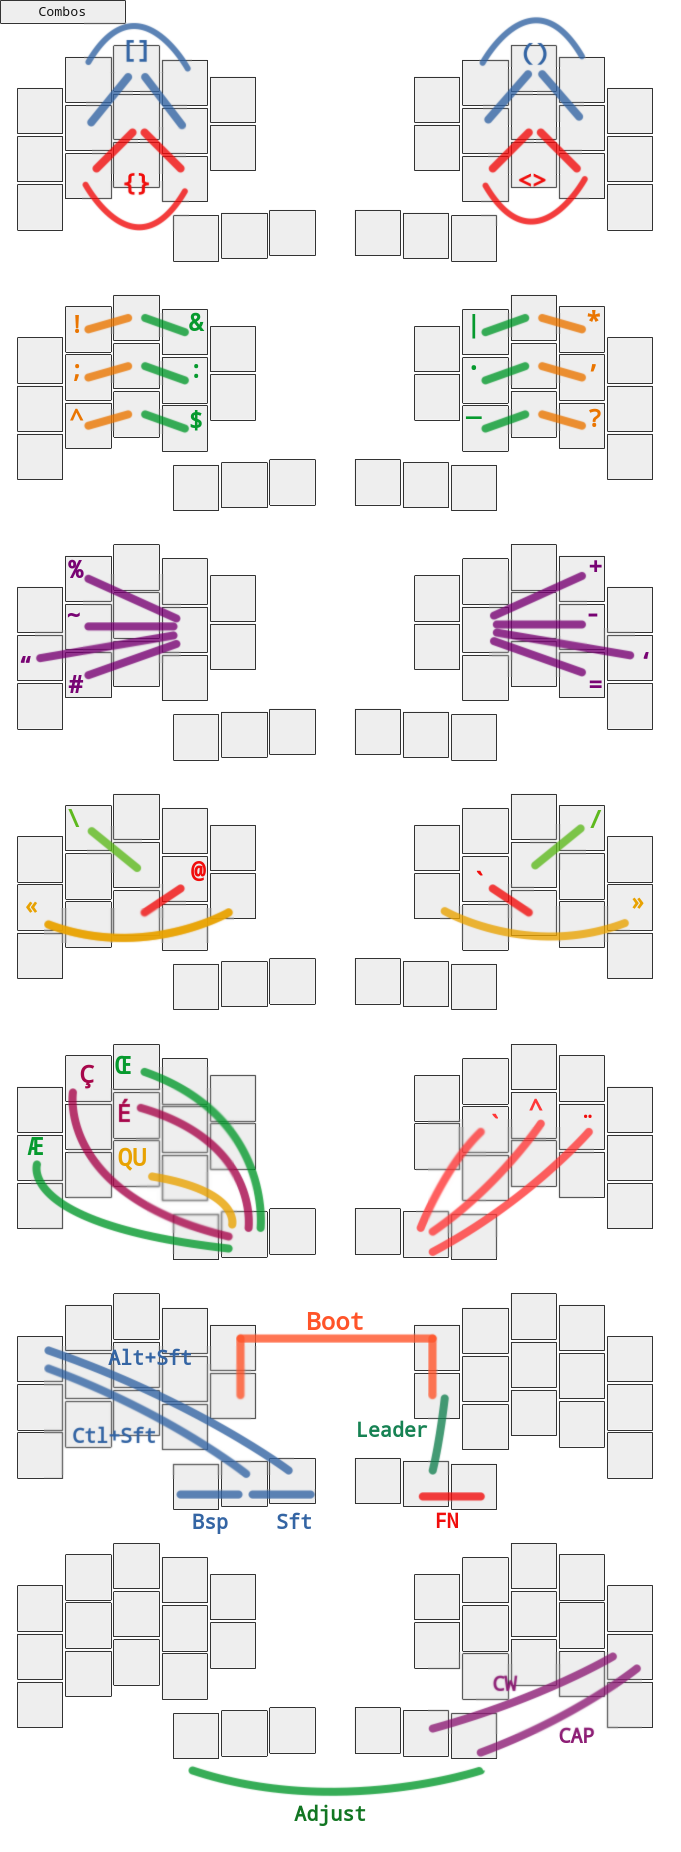 Combos
[] ()
{} <>
! & | *
; : . ,
^ $ — ?
% +
~ -
“ ‘
# =
\ /
@ `
« »
Ç Œ
É ` ^ ¨
Æ
QU
Boot
Alt+Sft
Leader
Ctl+Sft
Bsp Sft FN
CW
CAP
Adjust